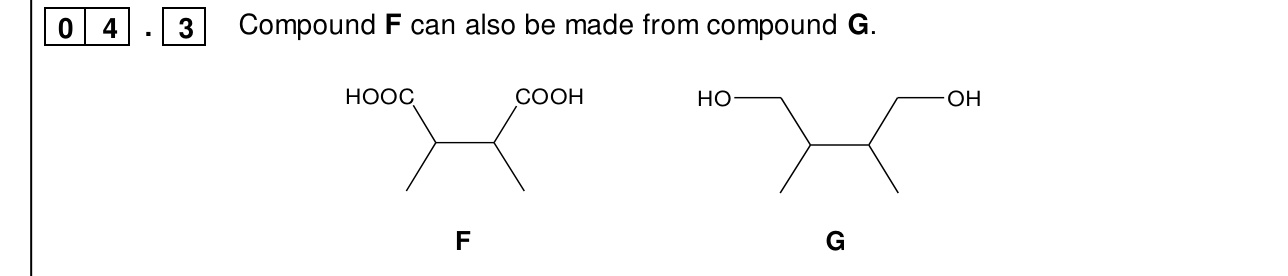 0 4 . 3 Compound F can also be made from compound G.
HOOC COOH HO OH
F G